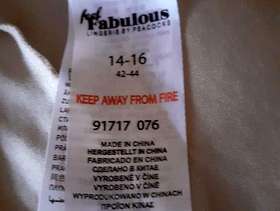 feel Fabulous
LINGERIE BY PEACOCKS
14-16
42-44
KEEP AWAY FROM FIRE
91717 076
MADE IN CHINA
HERGESTELLT IN CHINA
FABRICADO EN CHINA
СДЕЛАНО В КИТАЕ
VYROBENÉ V ČÍNE
VYROBENO V ČÍNĚ
WYPRODUKOWANO W CHINACH
ΠΡΟΪΟΝ ΚΙΝΑΣ